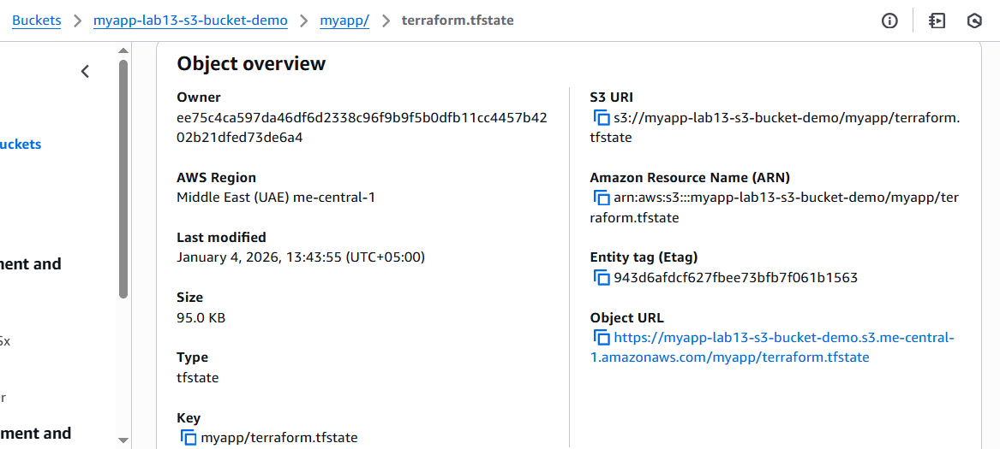 Buckets > myapp-lab13-s3-bucket-demo > myapp/ > terraform.tfstate
uckets
nent and
Sx
r
ment and
Object overview
Owner
ee75c4ca597da46df6d2338c96f9b9f5b0dfb11cc4457b42
02b21dfed73de6a4
AWS Region
Middle East (UAE) me-central-1
Last modified
January 4, 2026, 13:43:55 (UTC+05:00)
Size
95.0 KB
Type
tfstate
Key
myapp/terraform.tfstate
S3 URI
s3://myapp-lab13-s3-bucket-demo/myapp/terraform.
tfstate
Amazon Resource Name (ARN)
arn:aws:s3:::myapp-lab13-s3-bucket-demo/myapp/ter
raform.tfstate
Entity tag (Etag)
943d6afdcf627fbee73bfb7f061b1563
Object URL
https://myapp-lab13-s3-bucket-demo.s3.me-central-
1.amazonaws.com/myapp/terraform.tfstate